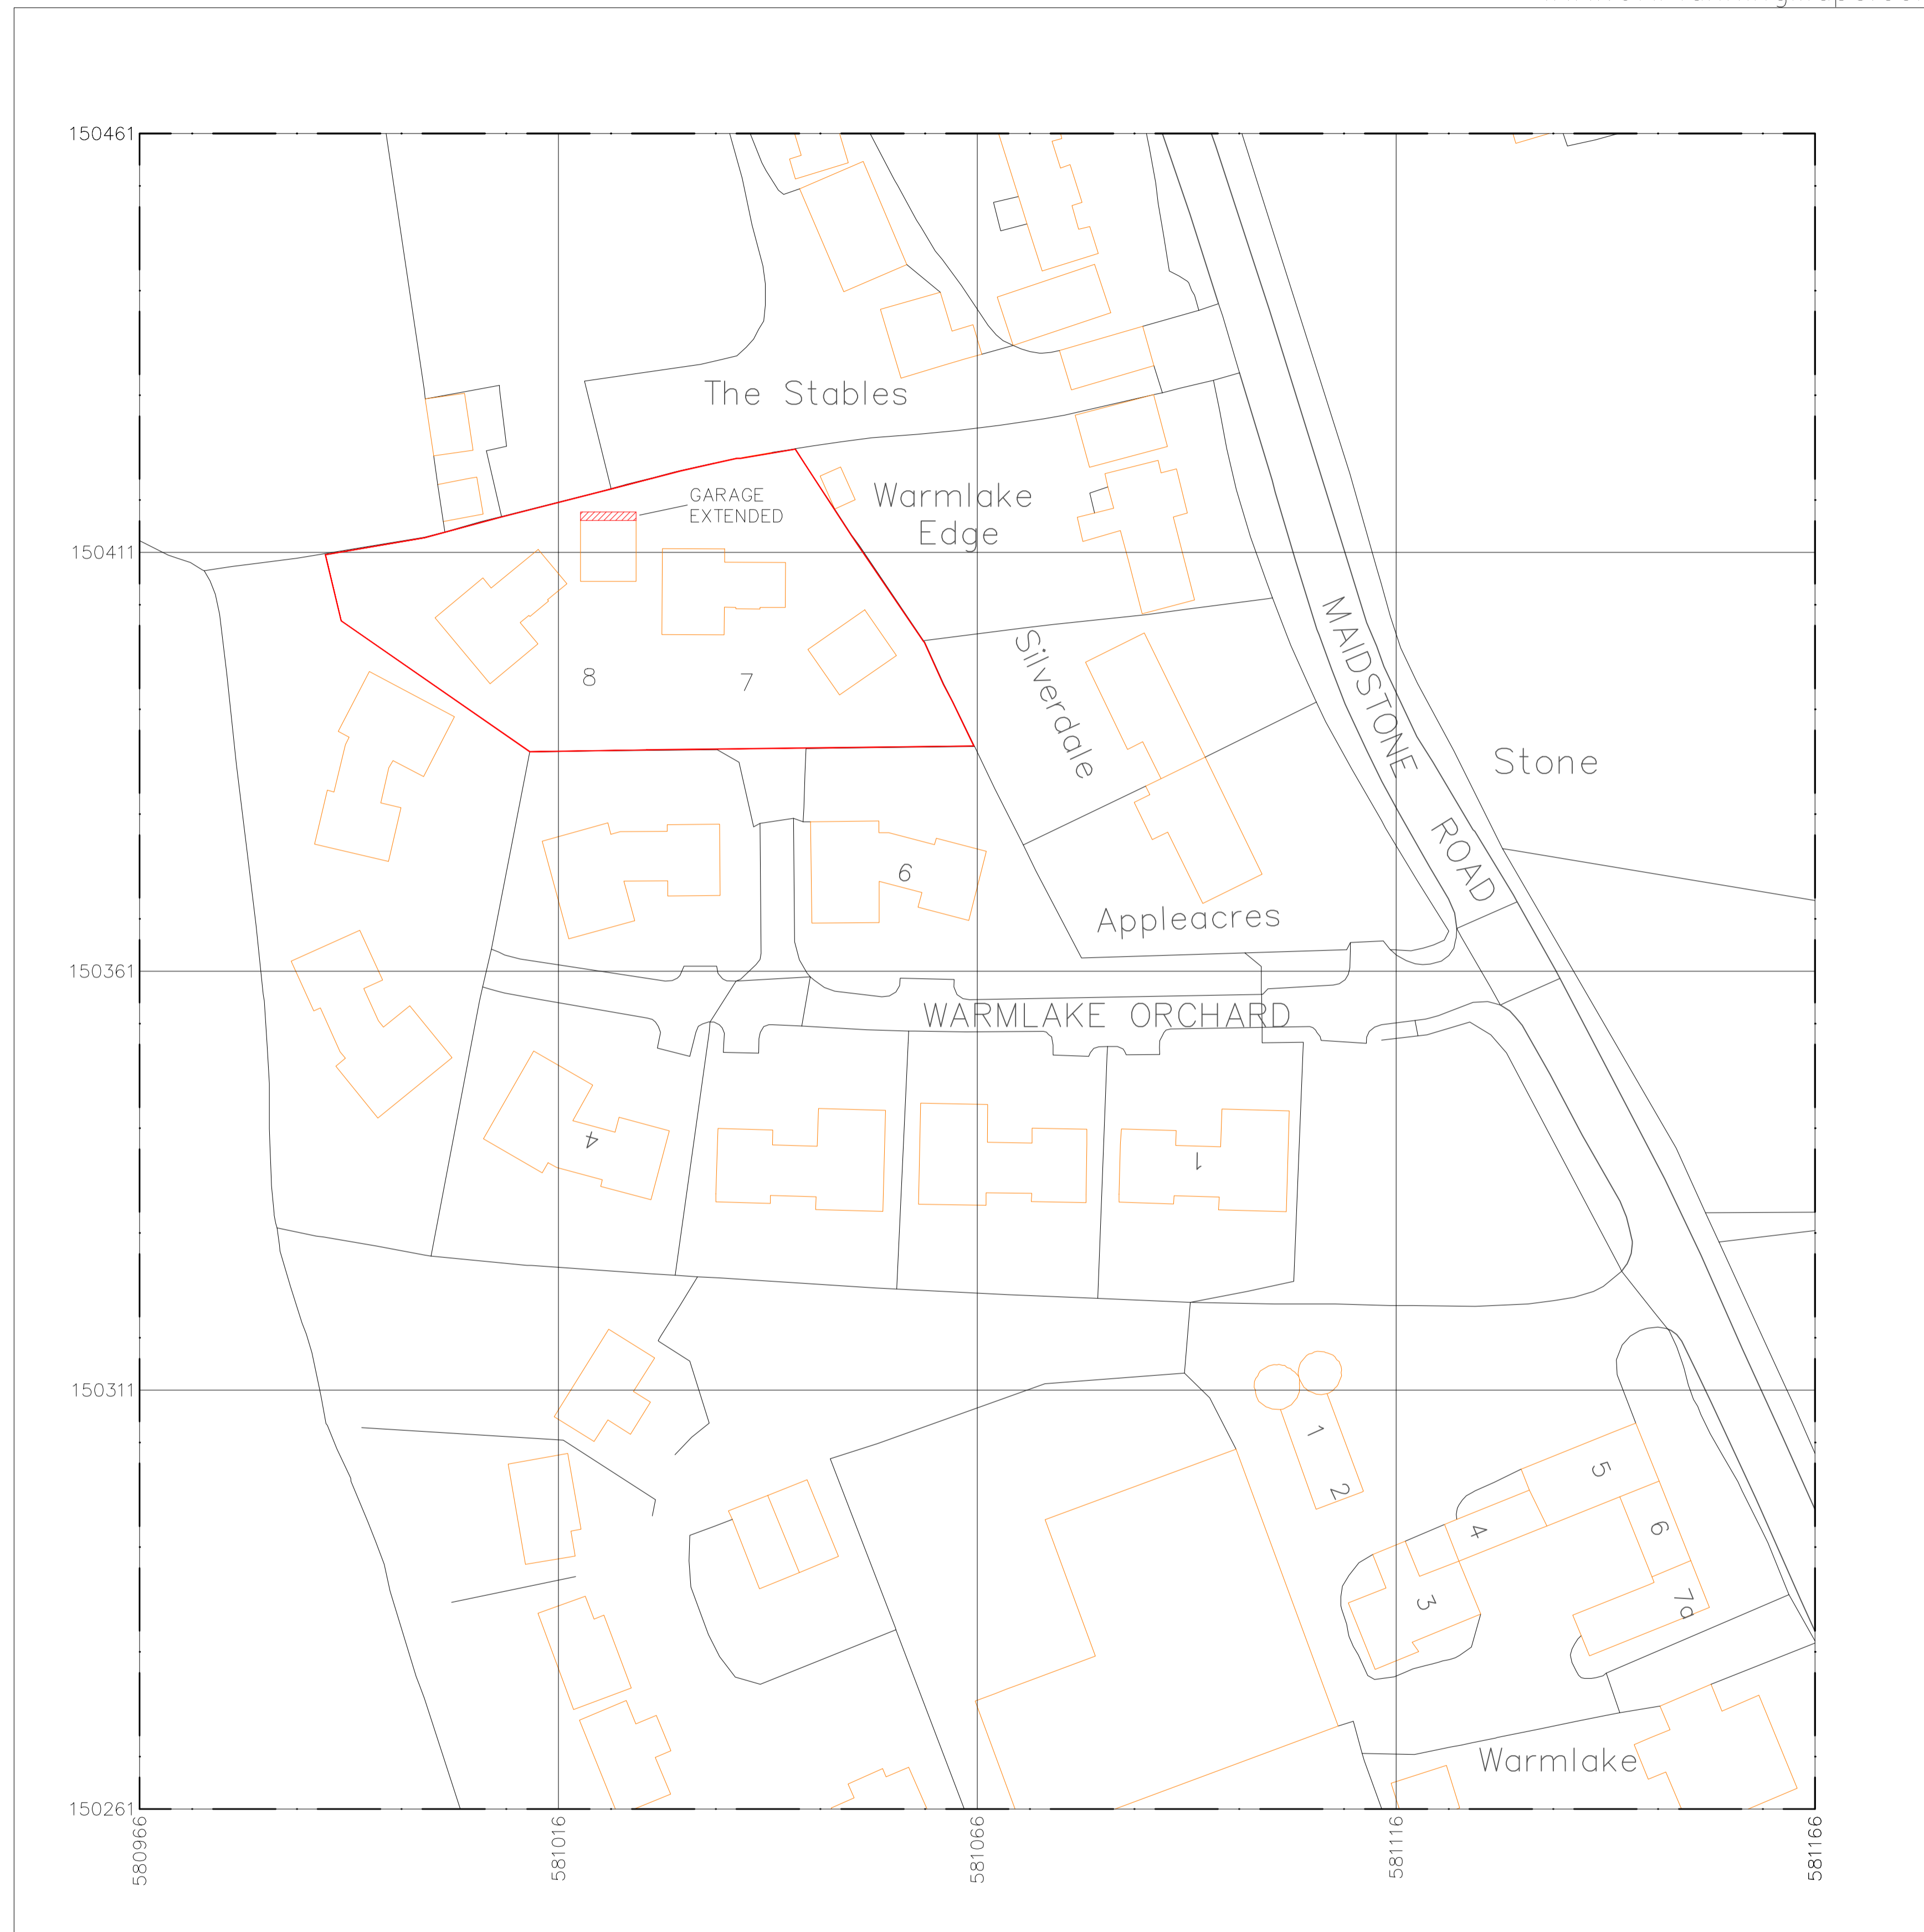 150461
The Stables
GARAGE
EXTENDED
Warmlake
Edge
150411
MAIDSTONE ROAD
Silverdale
8
7
Stone
6
Appleacres
150361
WARMLAKE ORCHARD
4
1
150311
1
2
5
4
6
3
7a
Warmlake
150261
580966
581016
581066
581116
581166